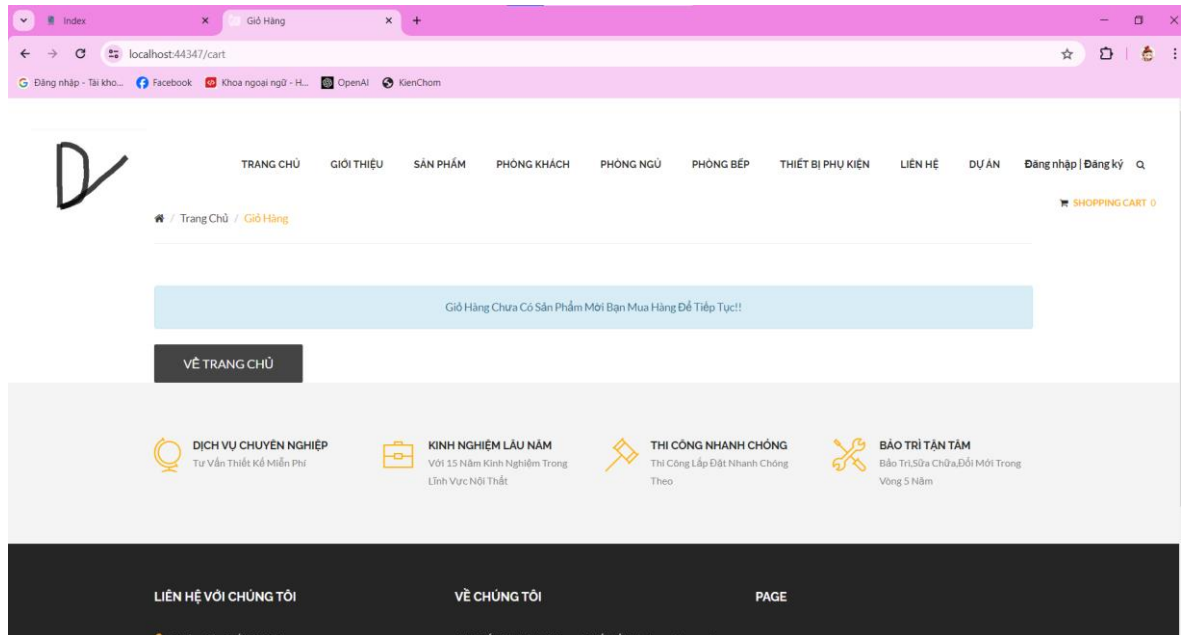 Index
Giỏ Hàng
localhost:44347/cart
Đăng nhập - Tài kho...
Facebook
Khoa ngoại ngữ - H...
OpenAI
KienChom
TRANG CHỦ
GIỚI THIỆU
SẢN PHẨM
PHÒNG KHÁCH
PHÒNG NGỦ
PHÒNG BẾP
THIẾT BỊ PHỤ KIỆN
LIÊN HỆ
DỰ ÁN
Đăng nhập | Đăng ký
SHOPPING CART 0
/ Trang Chủ / Giỏ Hàng
Giỏ Hàng Chưa Có Sản Phẩm Mời Bạn Mua Hàng Để Tiếp Tục!!
VỀ TRANG CHỦ
DỊCH VỤ CHUYÊN NGHIỆP
Tư Vấn Thiết Kế Miễn Phí
KINH NGHIỆM LÂU NĂM
Với 15 Năm Kinh Nghiệm Trong
Lĩnh Vực Nội Thất
THI CÔNG NHANH CHÓNG
Thi Công Lắp Đặt Nhanh Chóng
Theo
BẢO TRÌ TẬN TÂM
Bảo Trì,Sữa Chữa,Đổi Mới Trong
Vòng 5 Năm
LIÊN HỆ VỚI CHÚNG TÔI
VỀ CHÚNG TÔI
PAGE